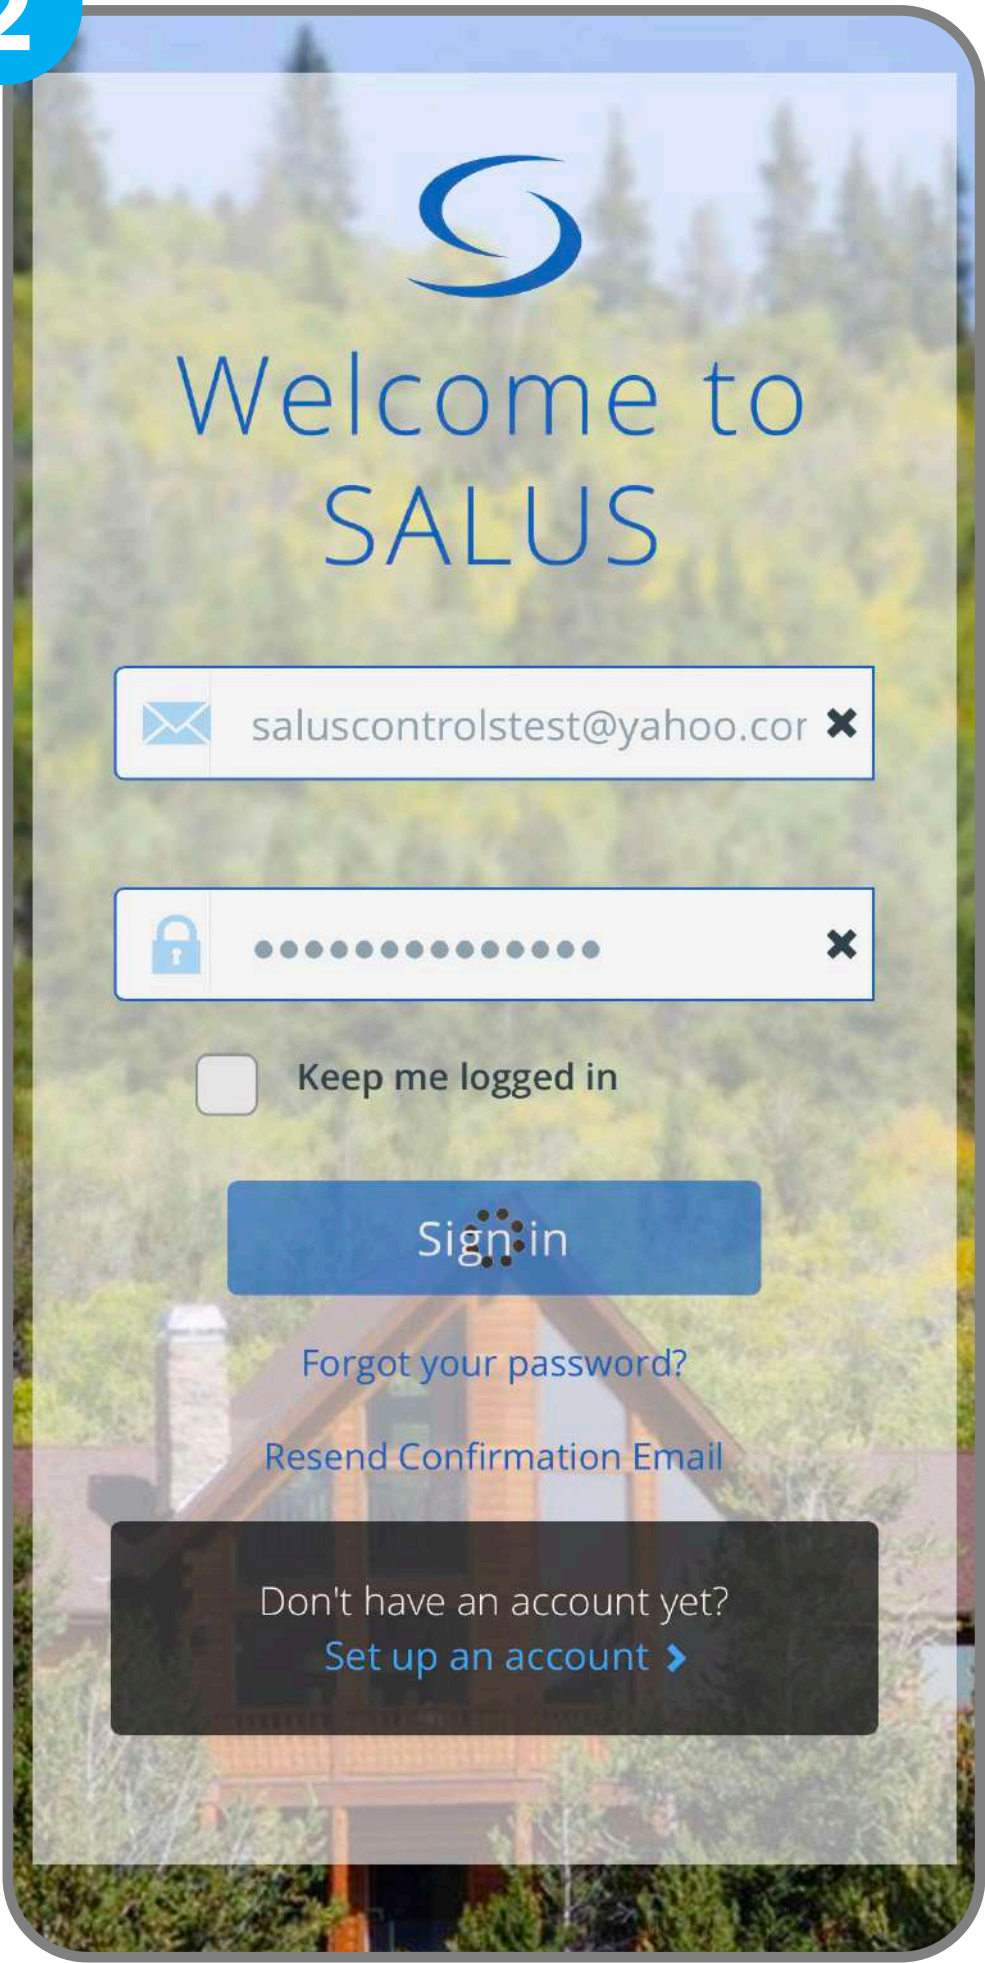 2
Welcome to
SALUS
saluscontrolstest@yahoo.cor
●●●●●●●●●●●●●●
Keep me logged in
Sign in
Forgot your password?
Resend Confirmation Email
Don't have an account yet?
Set up an account